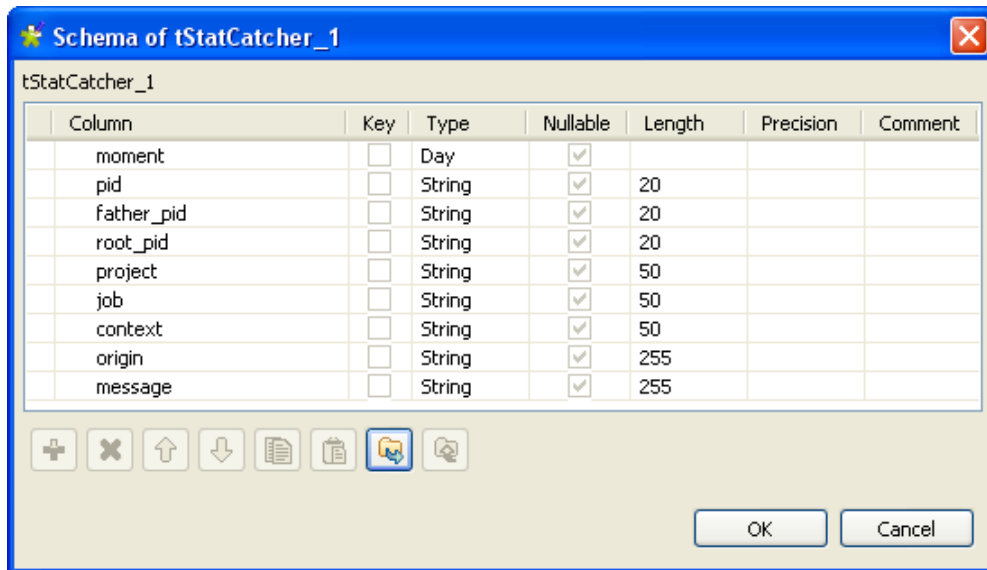 Schema of tStatCatcher_1
tStatCatcher_1
Column Key Type Nullable Length Precision Comment
moment Day
pid String 20
father_pid String 20
root_pid String 20
project String 50
job String 50
context String 50
origin String 255
message String 255
OK Cancel